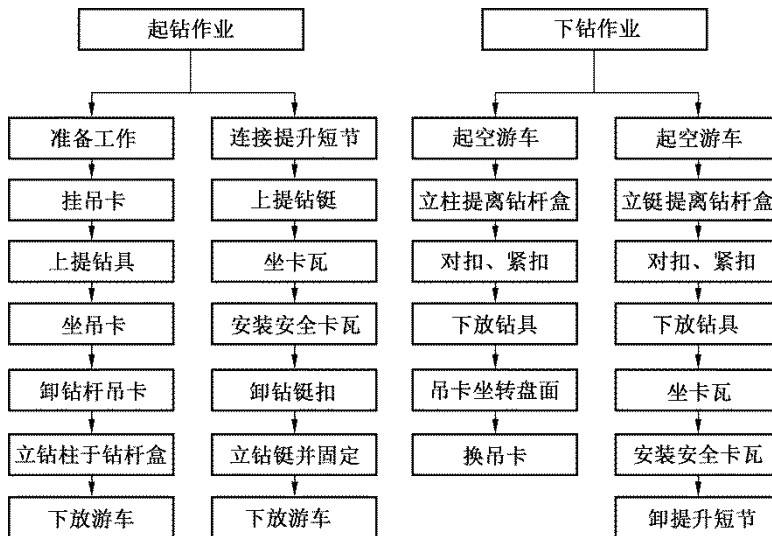 起钻作业
下钻作业
准备工作
挂吊卡
上提钻具
坐吊卡
卸钻杆吊卡
立钻柱于钻杆盒
下放游车
连接提升短节
上提钻铤
坐卡瓦
安装安全卡瓦
卸钻铤扣
立钻铤并固定
下放游车
起空游车
立柱提离钻杆盒
对扣、紧扣
下放钻具
吊卡坐转盘面
换吊卡
起空游车
立铤提离钻杆盒
对扣、紧扣
下放钻具
坐卡瓦
安装安全卡瓦
卸提升短节